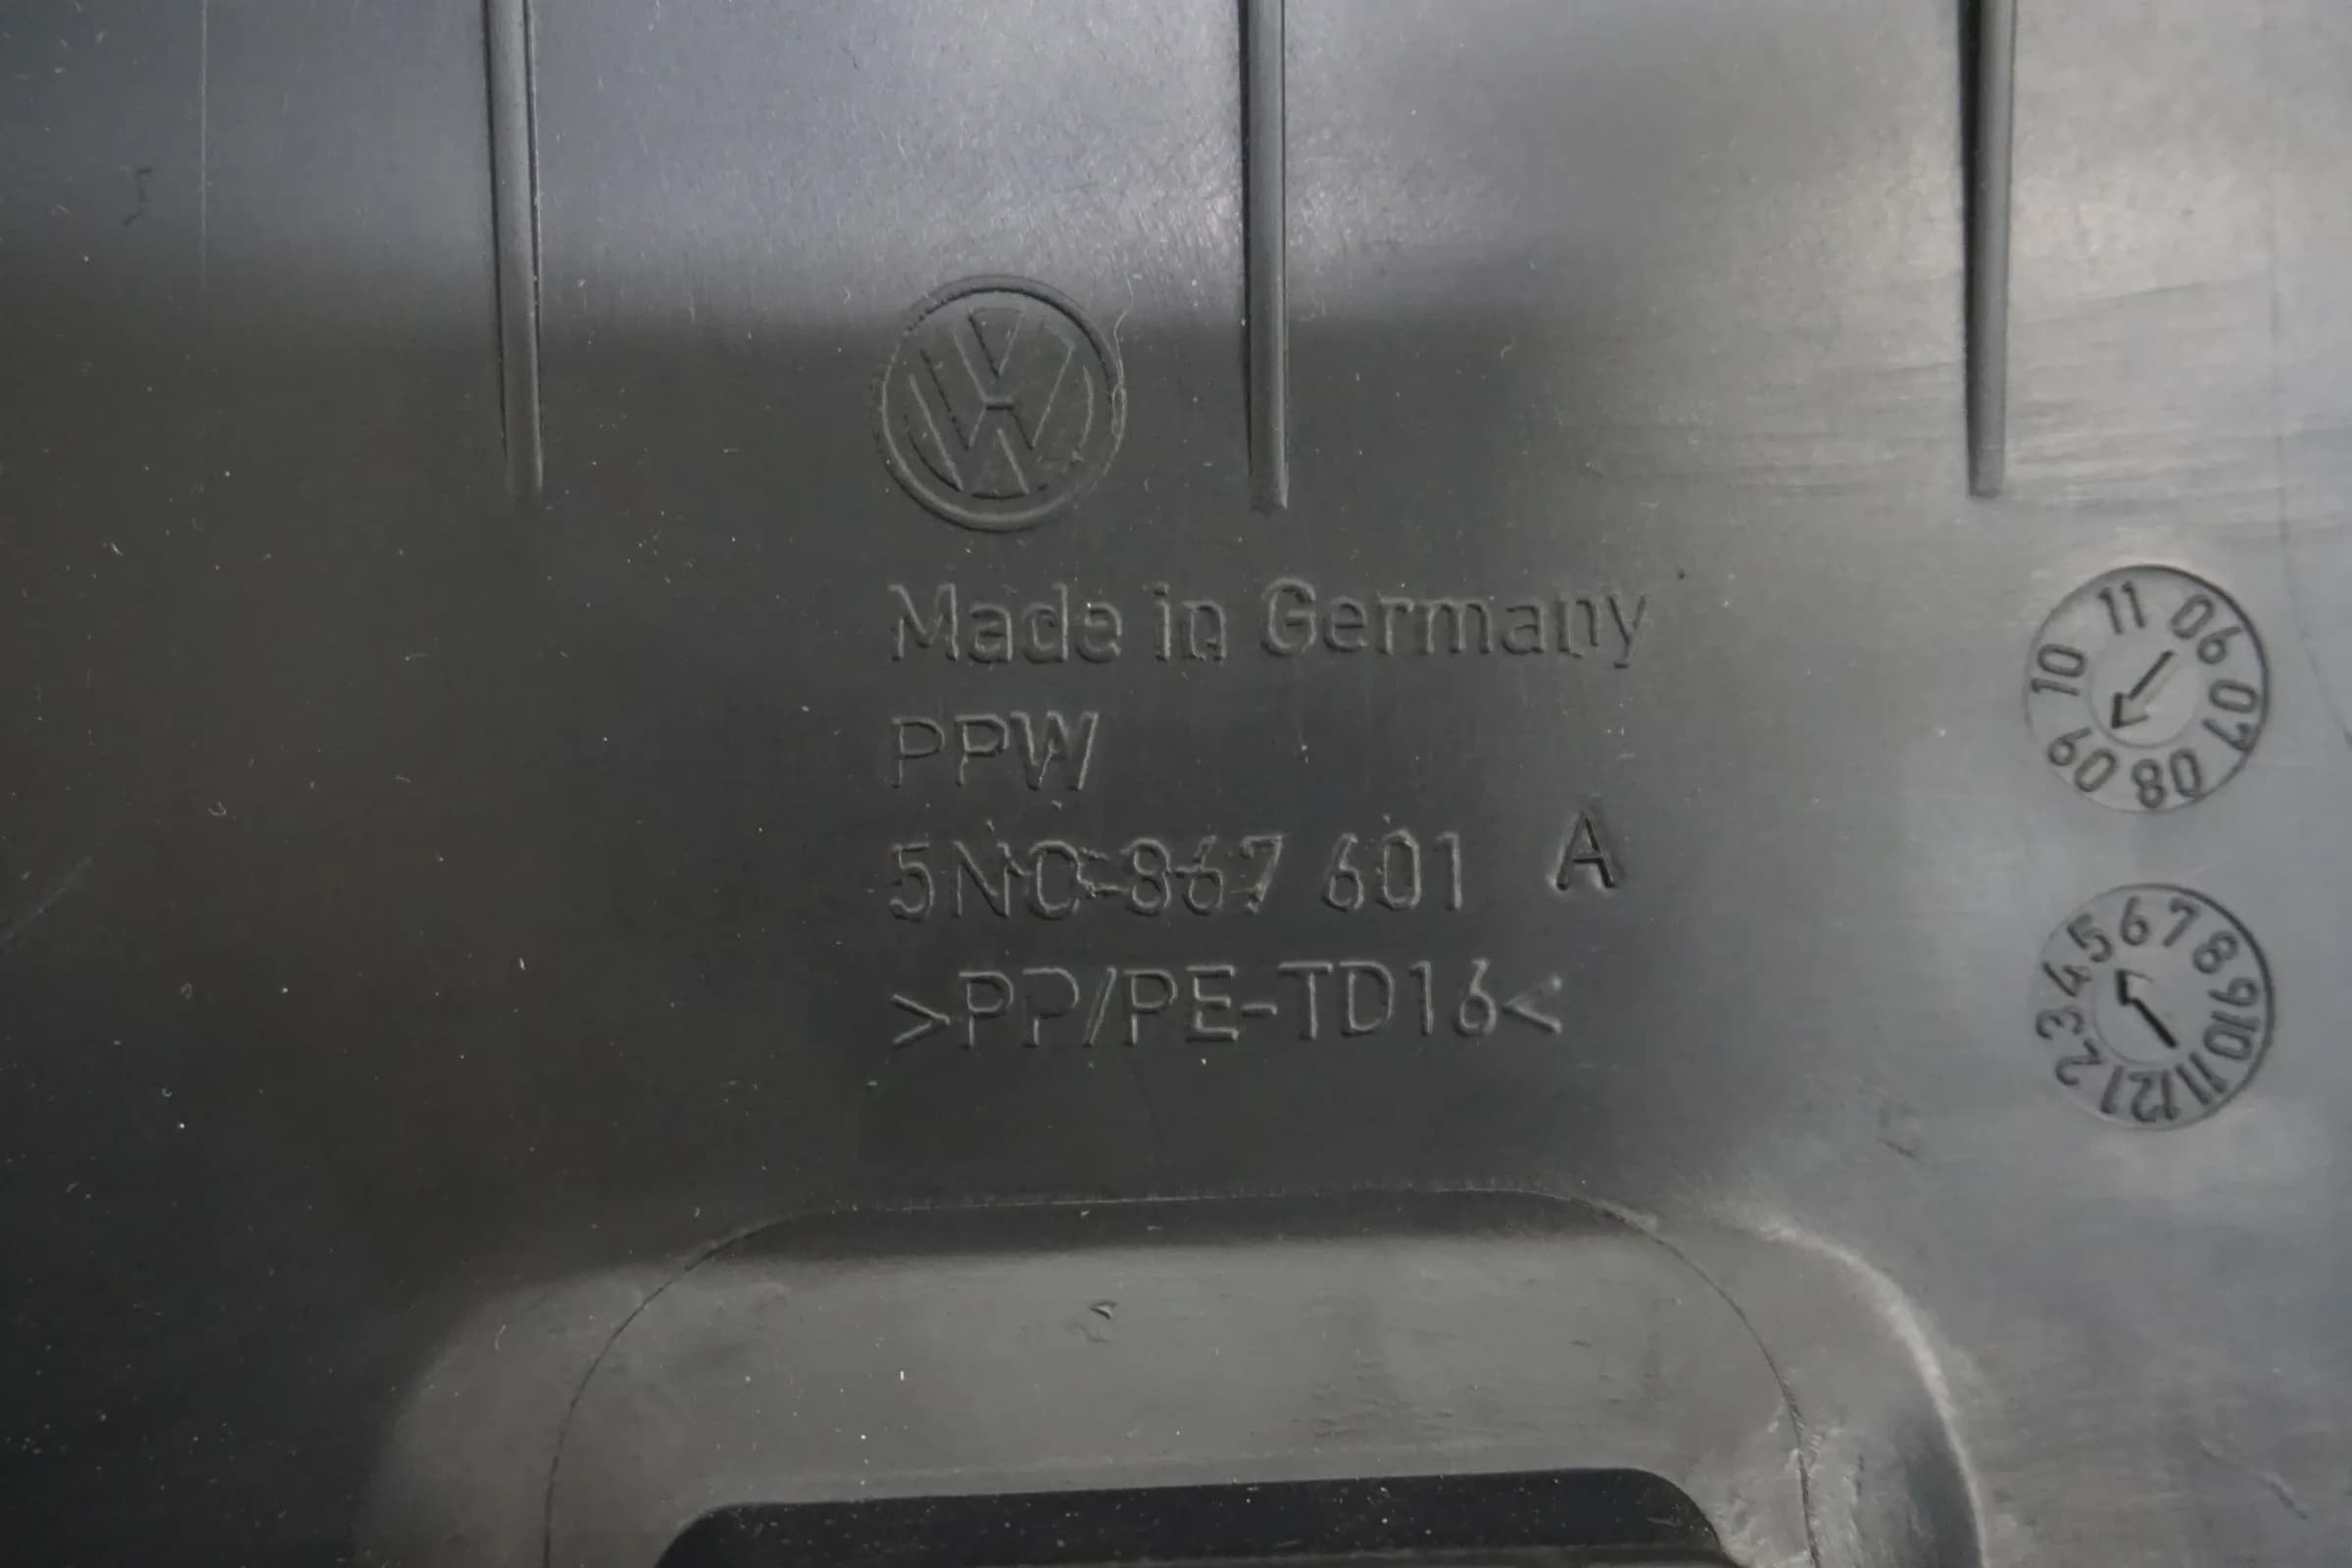 Made in Germany
PPW
5N0 867 601 A
>PP/PE-TD16<
06 07 08 09 10 11
1 2 3 4 5 6 7 8 9 10 11 12